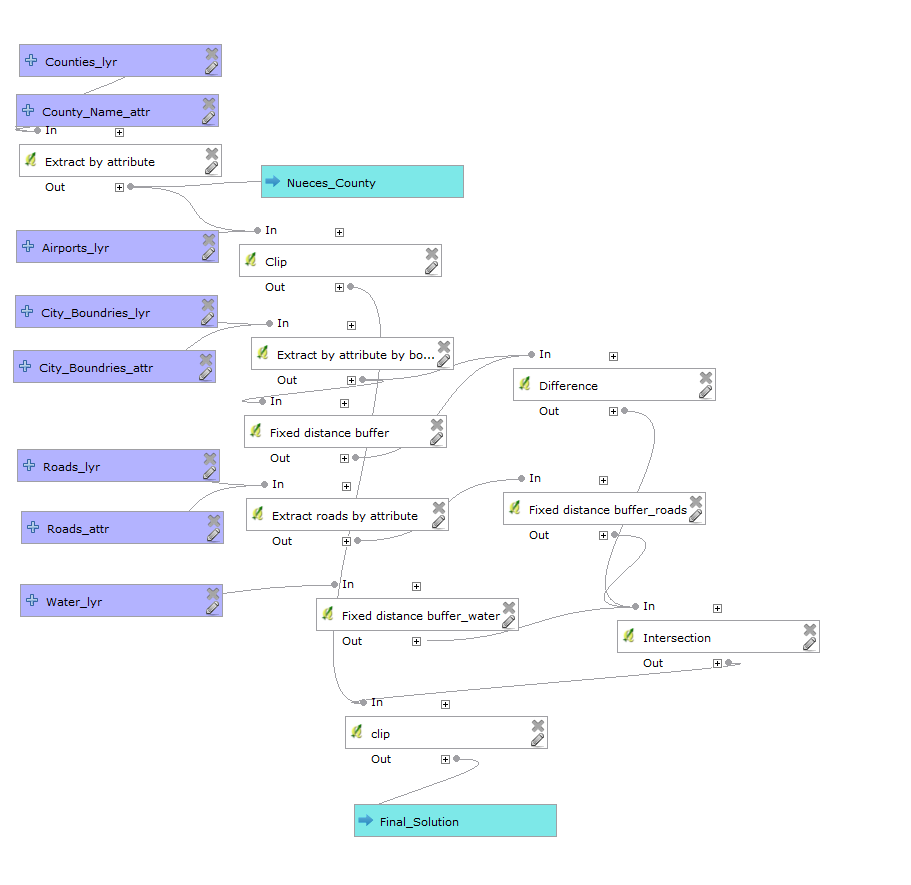 Counties_lyr
County_Name_attr
In
Extract by attribute
Out
Nueces_County
In
Airports_lyr
Clip
Out
City_Boundries_lyr
In
Extract by attribute by bo...
City_Boundries_attr
Out
In
Difference
Out
In
Fixed distance buffer
Out
Roads_lyr
In
Extract roads by attribute
Roads_attr
Out
In
Fixed distance buffer_roads
Out
Water_lyr
In
Fixed distance buffer_water
Out
In
Intersection
Out
In
clip
Out
Final_Solution